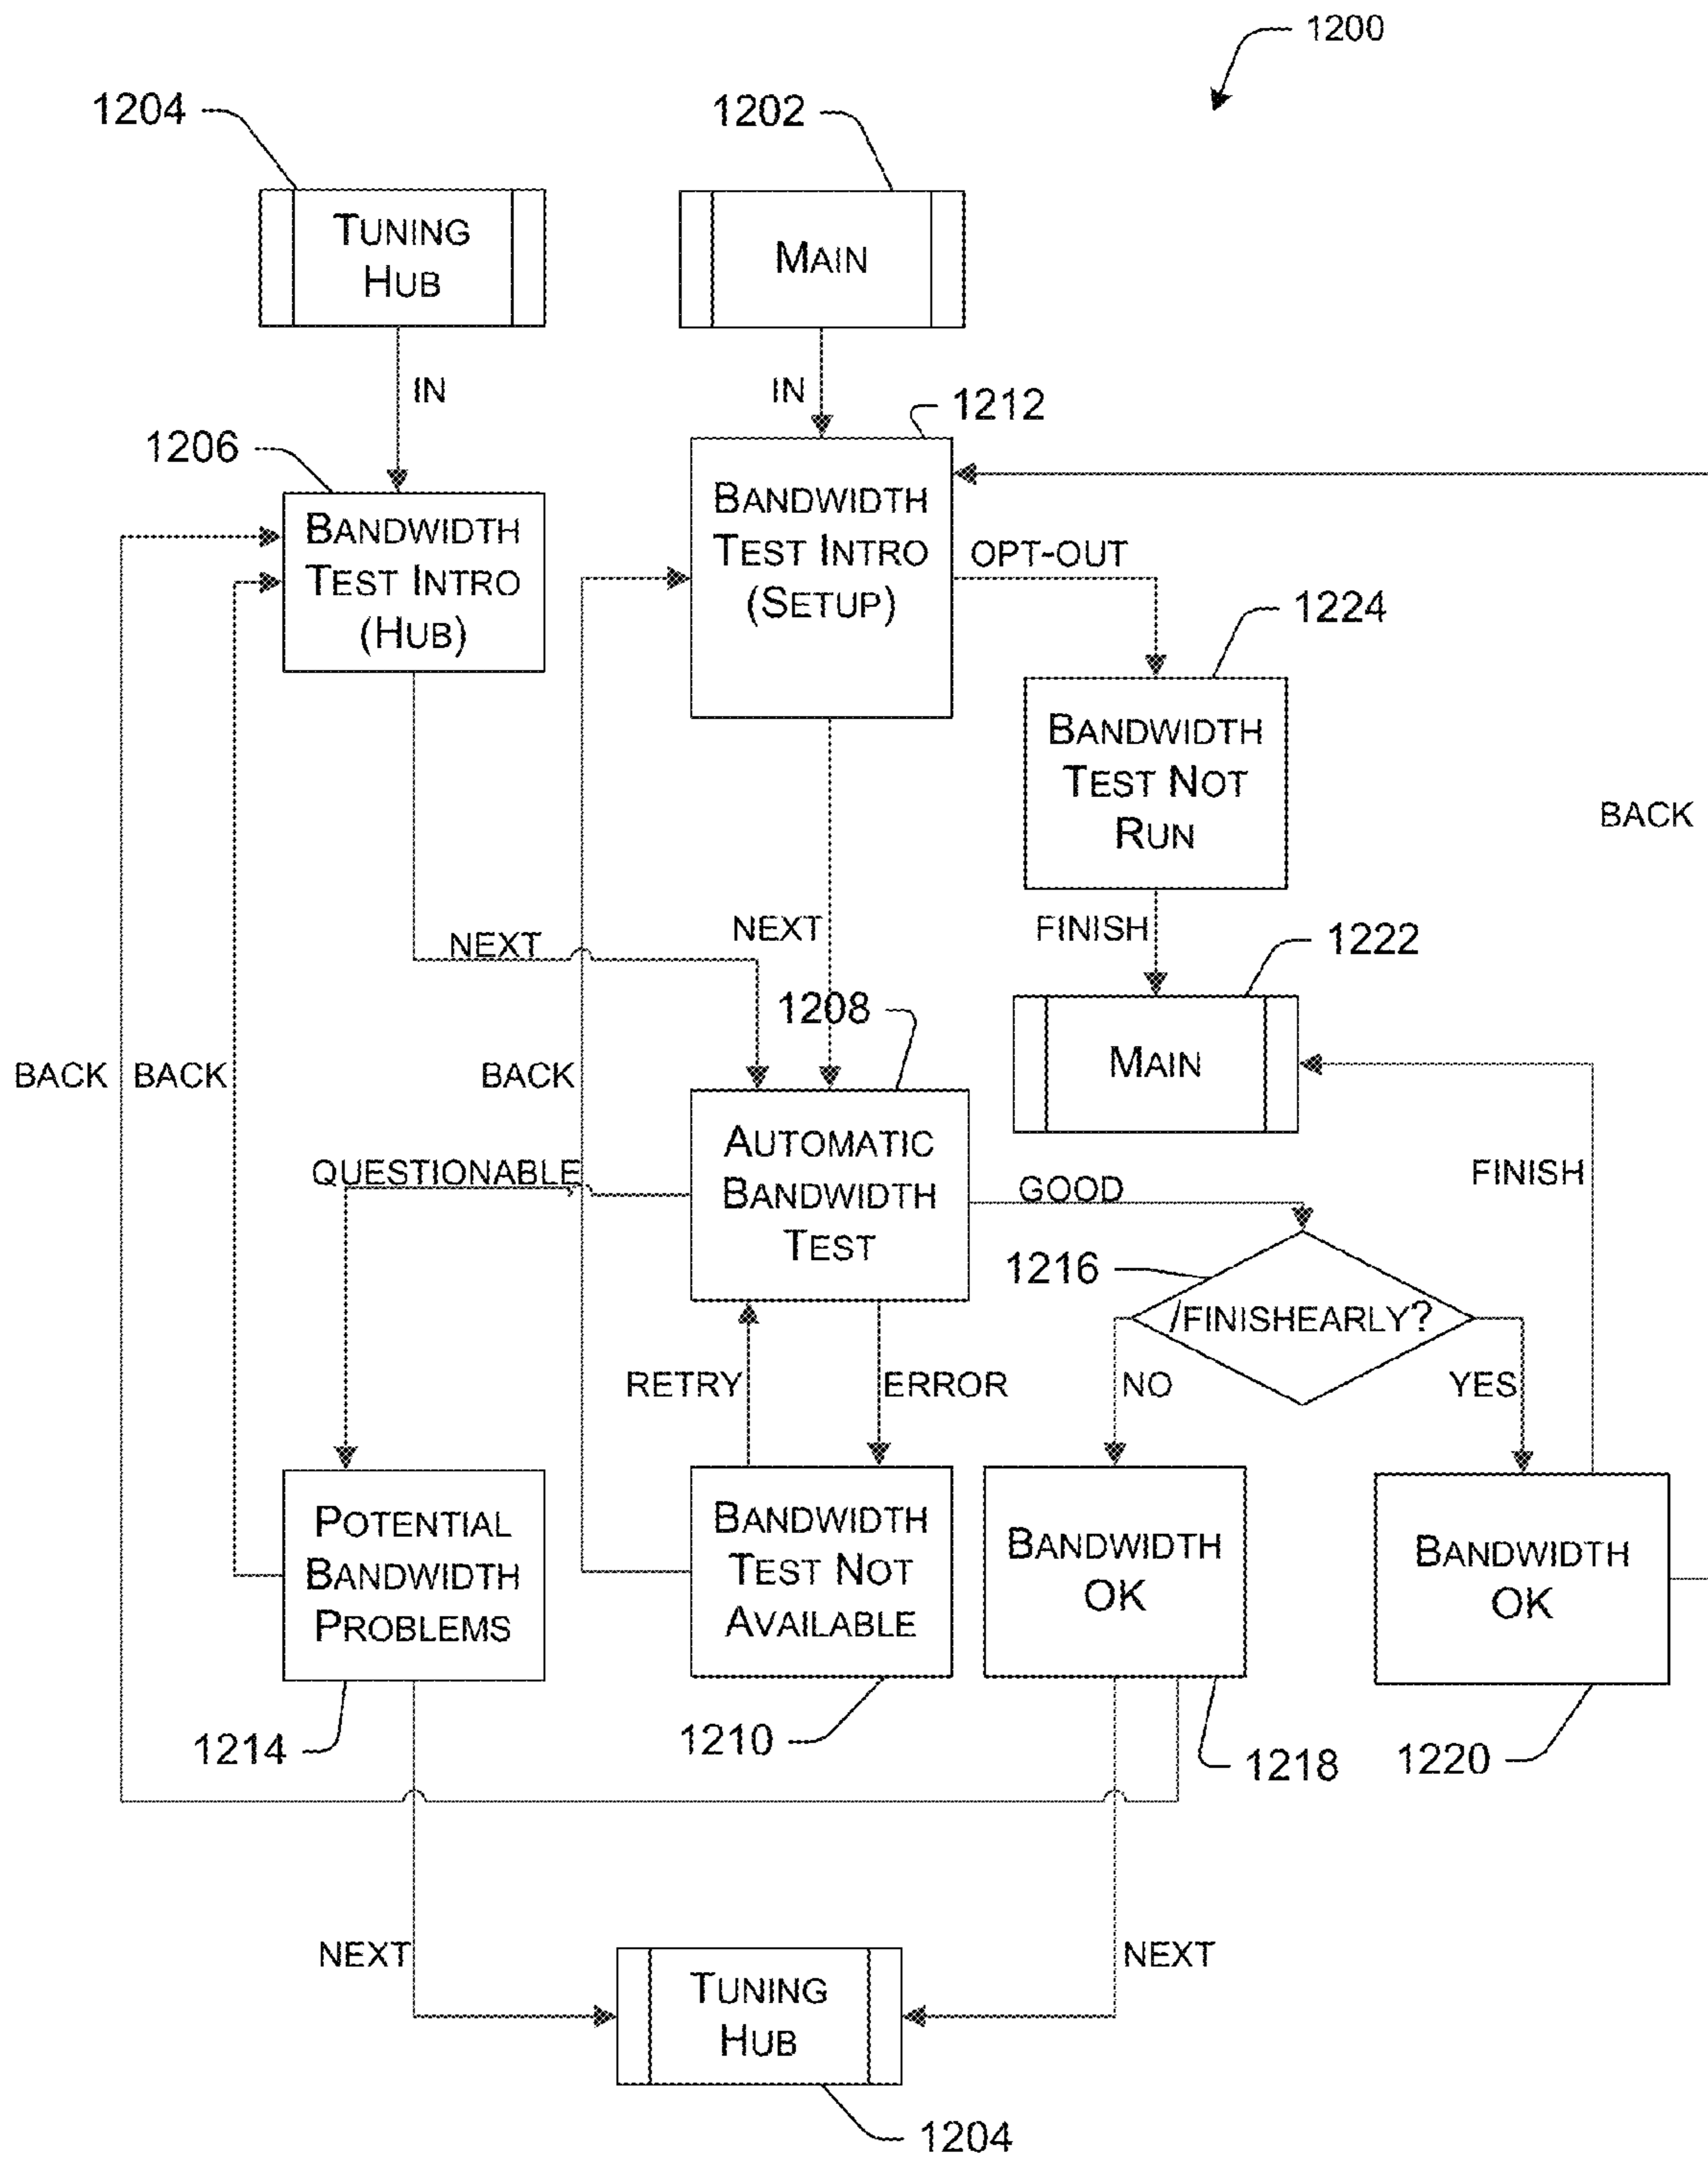 1200
1204
1202
TUNING
HUB
MAIN
IN
IN
1212
1206
BANDWIDTH
TEST INTRO
(HUB)
BANDWIDTH
TEST INTRO
(SETUP)
OPT-OUT
1224
BANDWIDTH
TEST NOT
RUN
BACK
NEXT
NEXT
FINISH
1222
1208
MAIN
BACK
BACK
BACK
AUTOMATIC
BANDWIDTH
TEST
QUESTIONABLE
GOOD
FINISH
1216
/FINISHEARLY?
RETRY
ERROR
NO
YES
POTENTIAL
BANDWIDTH
PROBLEMS
BANDWIDTH
TEST NOT
AVAILABLE
BANDWIDTH
OK
BANDWIDTH
OK
1214
1210
1218
1220
NEXT
NEXT
TUNING
HUB
1204